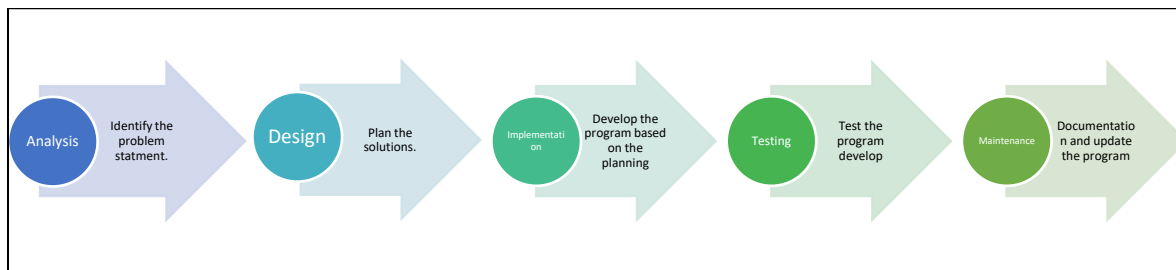 Analysis
Identify the
problem
statment.
Design
Plan the
solutions.
Implementati
on
Develop the
program based
on the
planning
Testing
Test the
program
develop
Maintenance
Documentatio
n and update
the program